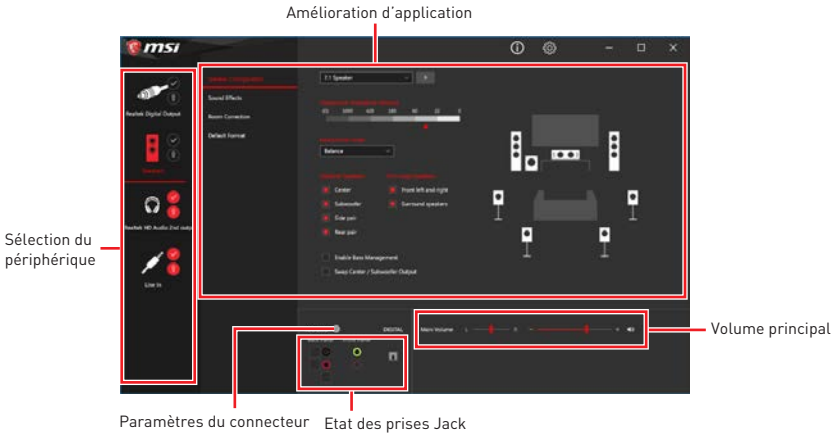 Amélioration d'application
msi
7.1 Speaker
Speaker Configuration
Sound Effects
Room Correction
Default Format
Realtek Digital Output
Speakers
Realtek HD Audio 2nd outp
Line In
Balance
Center
Subwoofer
Side pair
Rear pair
Front left and right
Surround speakers
Enable Bass Management
Swap Center / Subwoofer Output
Sélection du
périphérique
DIGITAL
Main Volume
L
R
Volume principal
Paramètres du connecteur
Etat des prises Jack